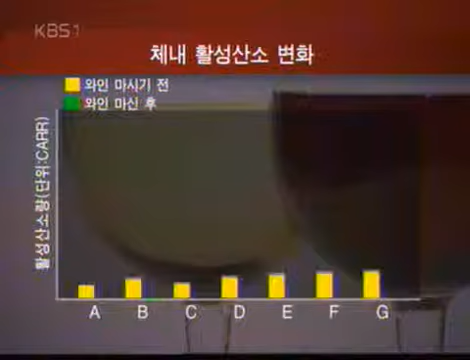 KBS1
체내 활성산소 변화
와인 마시기 전
와인 마신 후
활성산소량(단위:CARR)
A B C D E F G